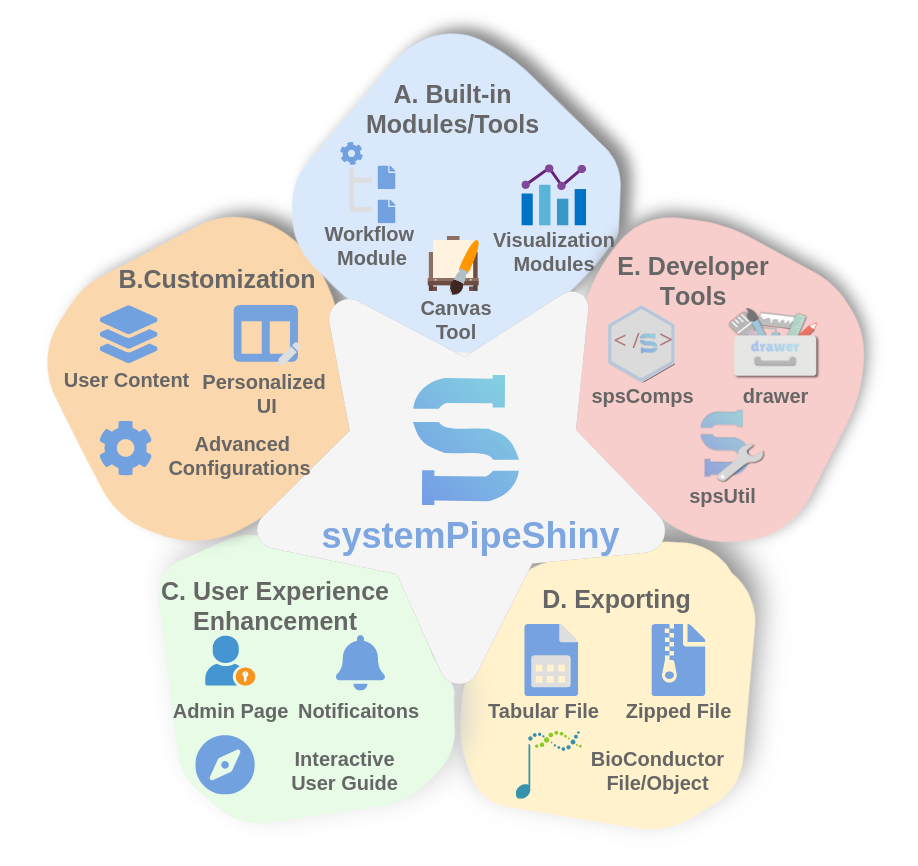 A. Built-in
Modules/Tools
Workflow
Module
Visualization
Modules
Canvas
Tool
B.Customization
User Content
Personalized
UI
Advanced
Configurations
E. Developer
Tools
</S>
drawer
spsComps
drawer
spsUtil
systemPipeShiny
C. User Experience
Enhancement
Admin Page
Notificaitons
Interactive
User Guide
D. Exporting
Tabular File
Zipped File
BioConductor
File/Object